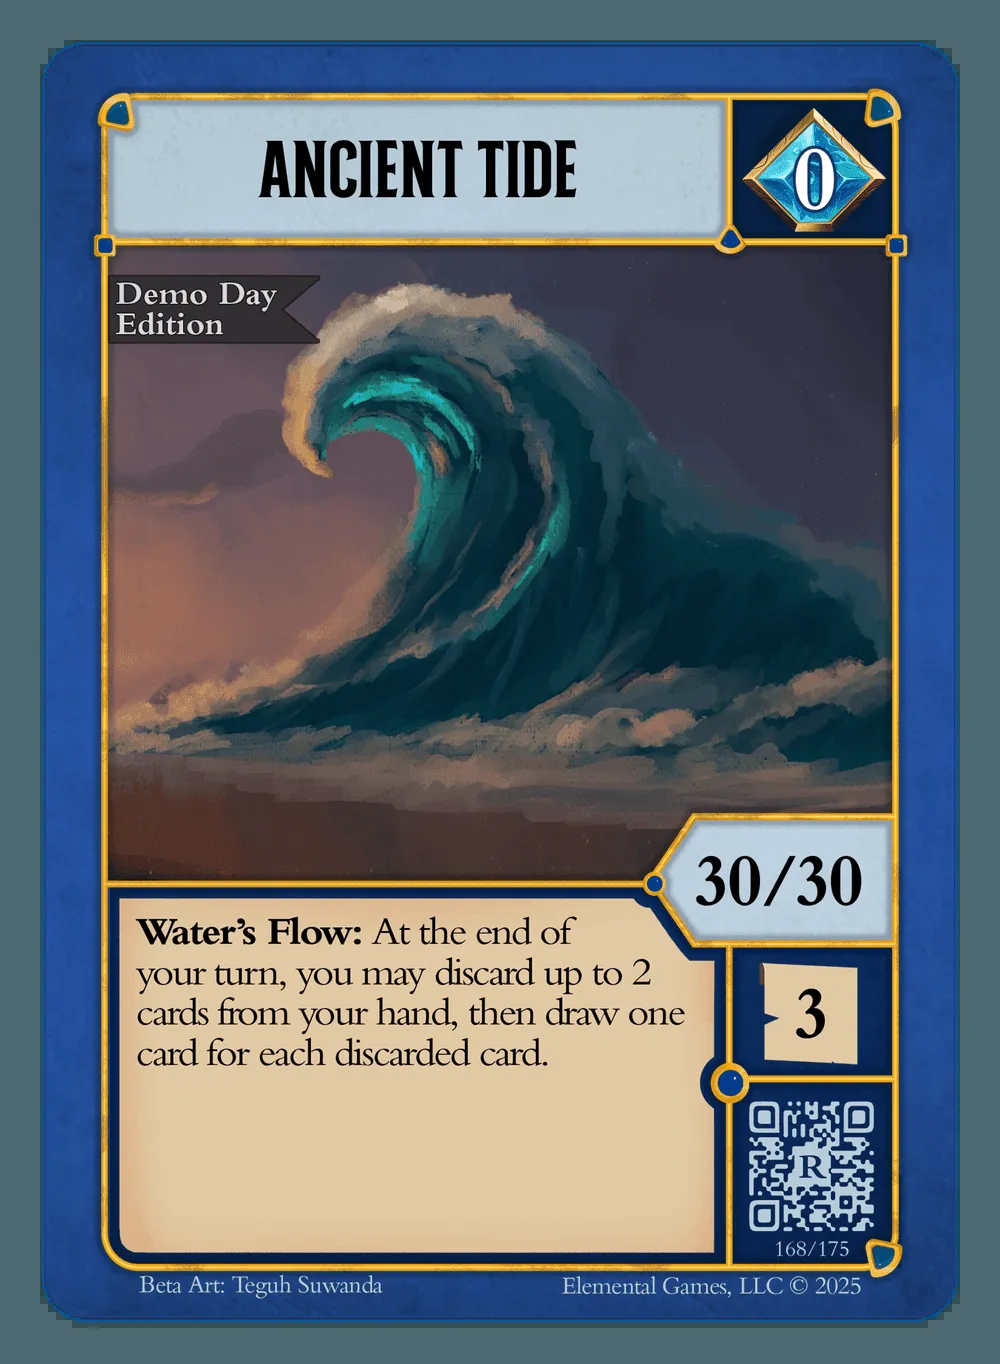 ANCIENT TIDE
0
Demo Day
Edition
30/30
Water's Flow: At the end of
your turn, you may discard up to 2
cards from your hand, then draw one
card for each discarded card.
3
R
168/175
Beta Art: Teguh Suwanda
Elemental Games, LLC © 2025